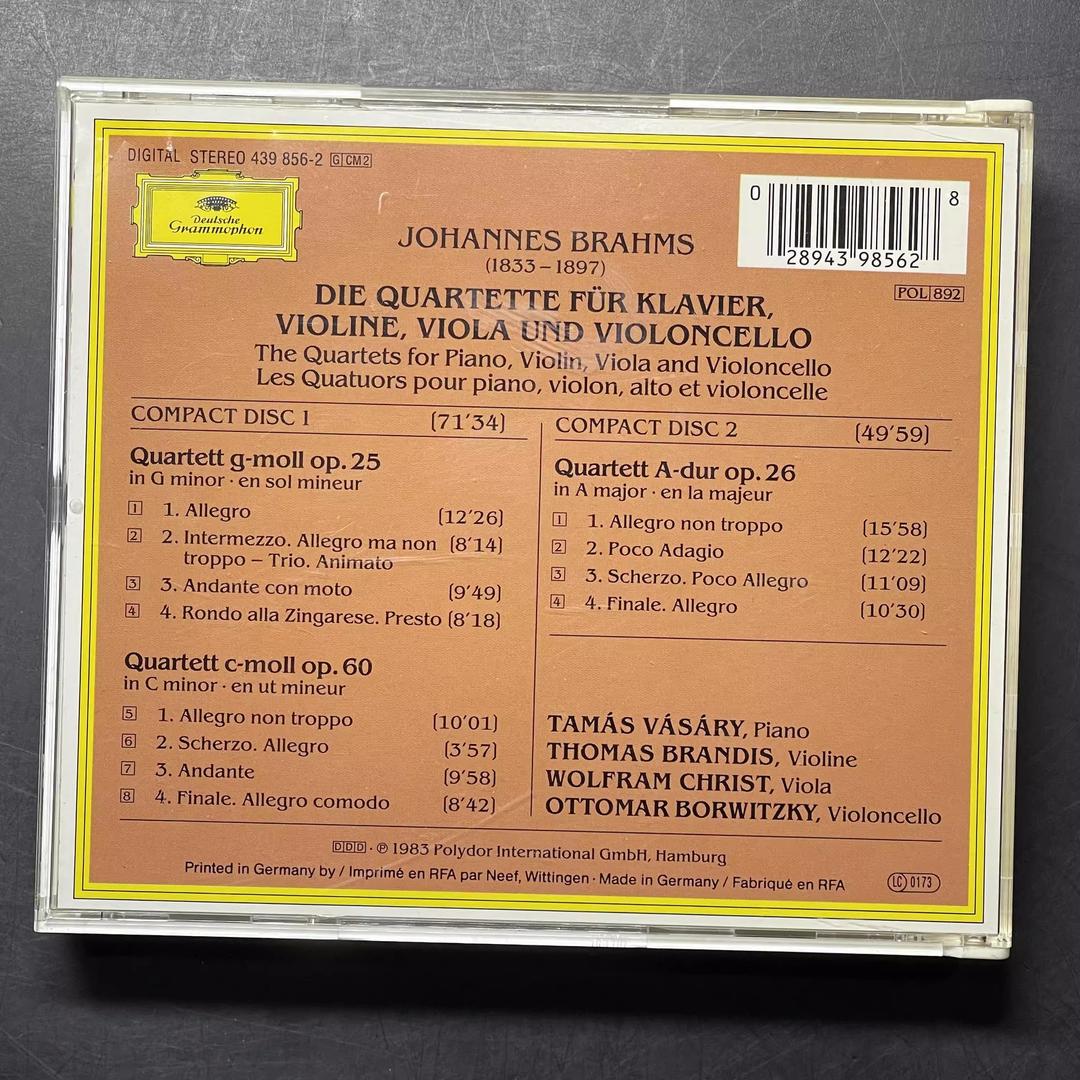 DIGITAL STEREO 439 856-2 G CM 2
Deutsche
Grammophon
0 28943 98562 8
POL 892
JOHANNES BRAHMS
(1833 – 1897)
DIE QUARTETTE FÜR KLAVIER,
VIOLINE, VIOLA UND VIOLONCELLO
The Quartets for Piano, Violin, Viola and Violoncello
Les Quatuors pour piano, violon, alto et violoncelle
COMPACT DISC 1 (71'34)
Quartett g-moll op. 25
in G minor · en sol mineur
1 1. Allegro (12'26)
2 2. Intermezzo. Allegro ma non (8'14)
troppo – Trio. Animato
3 3. Andante con moto (9'49)
4 4. Rondo alla Zingarese. Presto (8'18)
Quartett c-moll op. 60
in C minor · en ut mineur
5 1. Allegro non troppo (10'01)
6 2. Scherzo. Allegro (3'57)
7 3. Andante (9'58)
8 4. Finale. Allegro comodo (8'42)
COMPACT DISC 2 (49'59)
Quartett A-dur op. 26
in A major · en la majeur
1 1. Allegro non troppo (15'58)
2 2. Poco Adagio (12'22)
3 3. Scherzo. Poco Allegro (11'09)
4 4. Finale. Allegro (10'30)
TAMÁS VÁSÁRY, Piano
THOMAS BRANDIS, Violine
WOLFRAM CHRIST, Viola
OTTOMAR BORWITZKY, Violoncello
DDD · ℗ 1983 Polydor International GmbH, Hamburg
Printed in Germany by / Imprimé en RFA par Neef, Wittingen · Made in Germany / Fabriqué en RFA
LC 0173